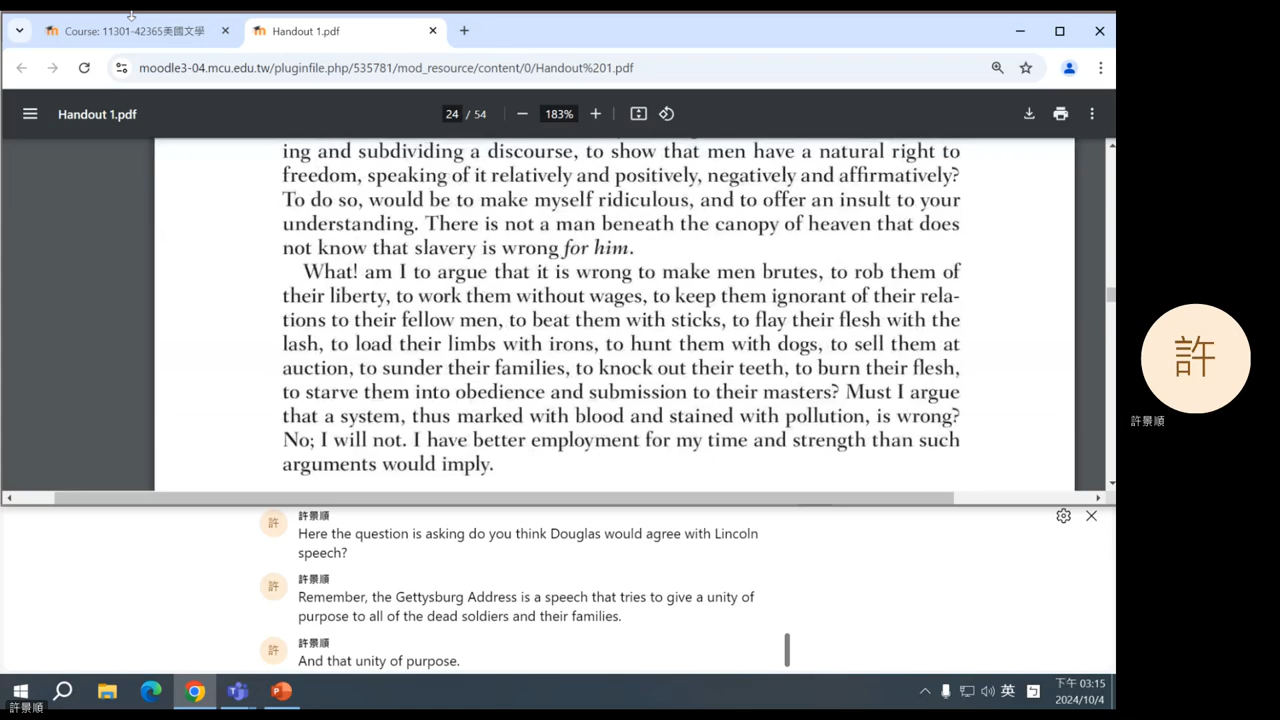 Course: 11301-42365美國文學
Handout 1.pdf
moodle3-04.mcu.edu.tw/pluginfile.php/535781/mod_resource/content/0/Handout%201.pdf
Handout 1.pdf
24 / 54
183%
ing and subdividing a discourse, to show that men have a natural right to
freedom, speaking of it relatively and positively, negatively and affirmatively?
To do so, would be to make myself ridiculous, and to offer an insult to your
understanding. There is not a man beneath the canopy of heaven that does
not know that slavery is wrong for him.
What! am I to argue that it is wrong to make men brutes, to rob them of
their liberty, to work them without wages, to keep them ignorant of their rela-
tions to their fellow men, to beat them with sticks, to flay their flesh with the
lash, to load their limbs with irons, to hunt them with dogs, to sell them at
auction, to sunder their families, to knock out their teeth, to burn their flesh,
to starve them into obedience and submission to their masters? Must I argue
that a system, thus marked with blood and stained with pollution, is wrong?
No; I will not. I have better employment for my time and strength than such
arguments would imply.
許
許景順
許
許景順
Here the question is asking do you think Douglas would agree with Lincoln
speech?
許
許景順
Remember, the Gettysburg Address is a speech that tries to give a unity of
purpose to all of the dead soldiers and their families.
許
許景順
And that unity of purpose.
英
下午 03:15
2024/10/4
許景順